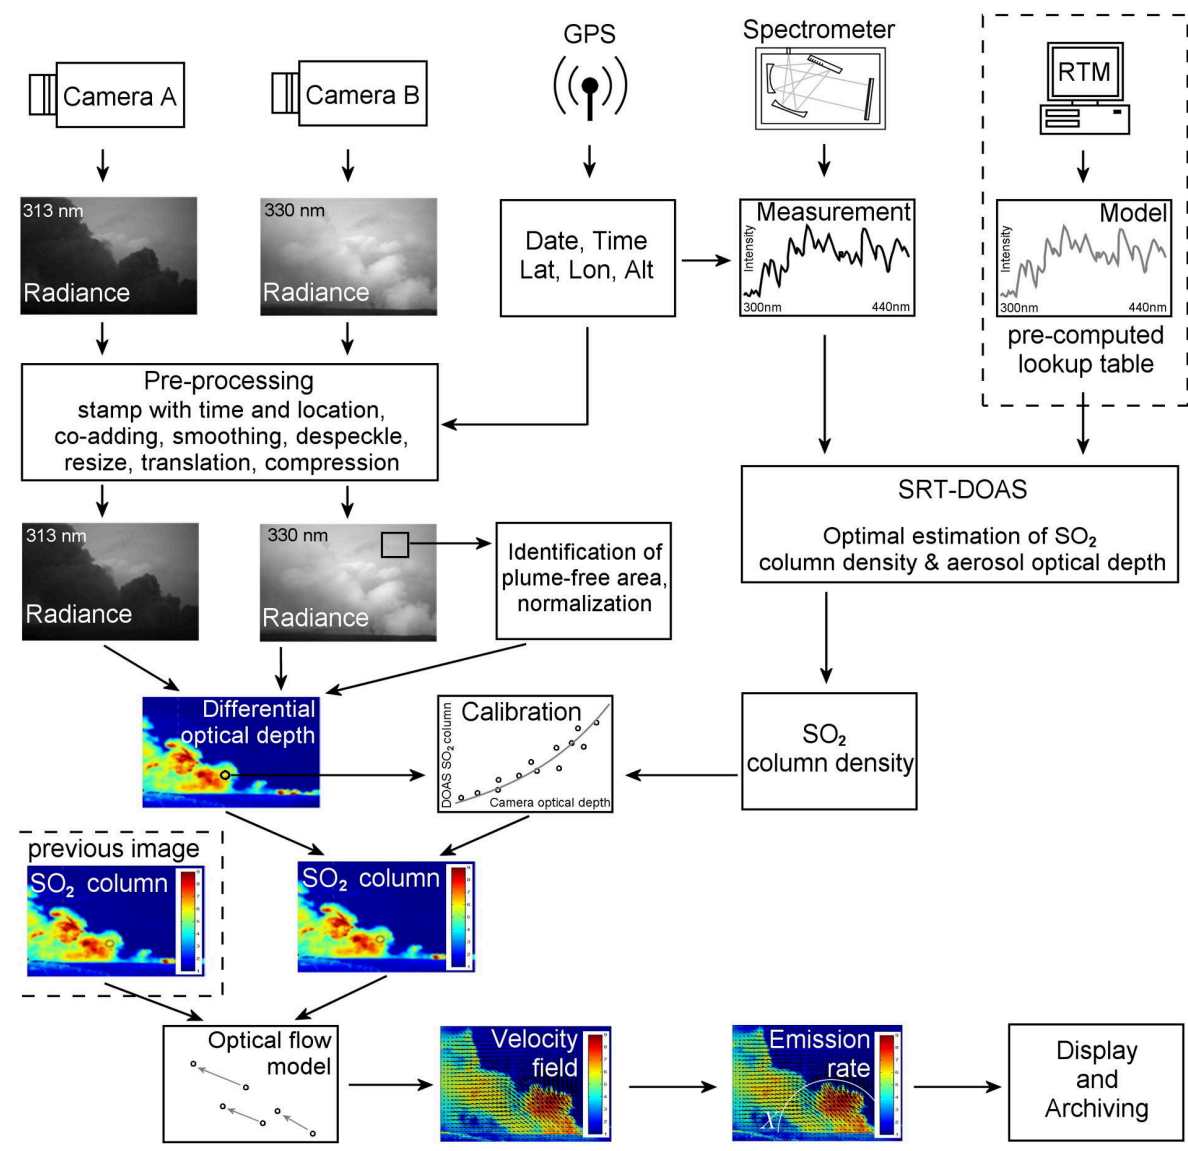 GPS
Spectrometer
Camera A
Camera B
RTM
313 nm
Radiance
330 nm
Radiance
Date, Time
Lat, Lon, Alt
Measurement
Intensity
300nm
440nm
Model
Intensity
300nm
440nm
pre-computed
lookup table
Pre-processing
stamp with time and location,
co-adding, smoothing, despeckle,
resize, translation, compression
SRT-DOAS
Optimal estimation of SO₂
column density & aerosol optical depth
313 nm
Radiance
330 nm
Radiance
Identification of
plume-free area,
normalization
Differential
optical depth
Calibration
DOAS SO2 column
Camera optical depth
SO₂
column density
previous image
SO₂ column
SO₂ column
Optical flow
model
Velocity
field
Emission
rate
X
Display
and
Archiving